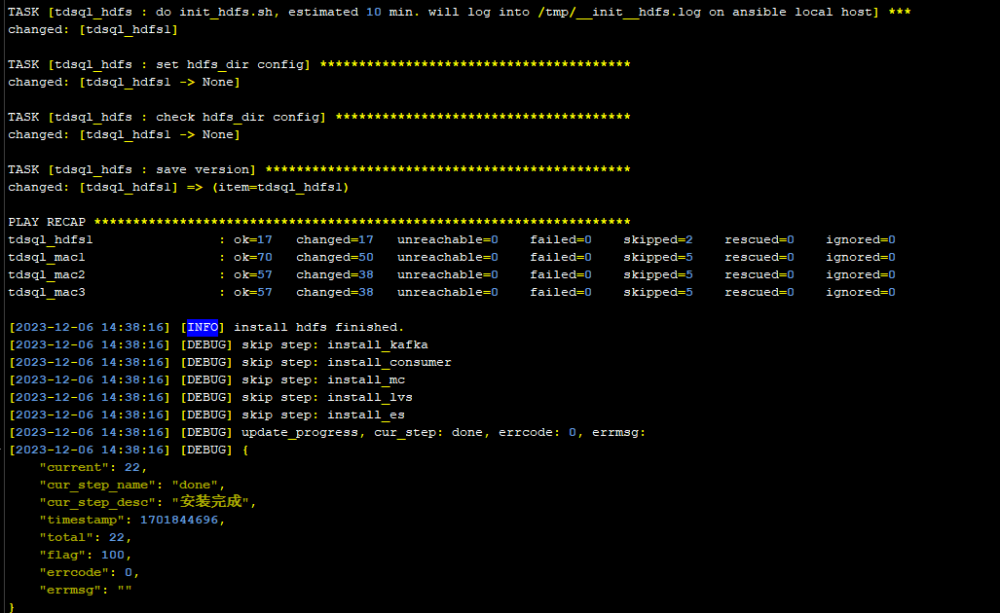 TASK [tdsql_hdfs : do init_hdfs.sh, estimated 10 min. will log into /tmp/__init__hdfs.log on ansible local host] ***
changed: [tdsql_hdfs1]
TASK [tdsql_hdfs : set hdfs_dir config] ****************************************
changed: [tdsql_hdfs1 -> None]
TASK [tdsql_hdfs : check hdfs_dir config] **************************************
changed: [tdsql_hdfs1 -> None]
TASK [tdsql_hdfs : save version] ***********************************************
changed: [tdsql_hdfs1] => (item=tdsql_hdfs1)
PLAY RECAP *********************************************************************
tdsql_hdfs1                : ok=17   changed=17   unreachable=0    failed=0    skipped=2    rescued=0    ignored=0
tdsql_mac1                 : ok=70   changed=50   unreachable=0    failed=0    skipped=5    rescued=0    ignored=0
tdsql_mac2                 : ok=57   changed=38   unreachable=0    failed=0    skipped=5    rescued=0    ignored=0
tdsql_mac3                 : ok=57   changed=38   unreachable=0    failed=0    skipped=5    rescued=0    ignored=0
[2023-12-06 14:38:16] [INFO] install hdfs finished.
[2023-12-06 14:38:16] [DEBUG] skip step: install_kafka
[2023-12-06 14:38:16] [DEBUG] skip step: install_consumer
[2023-12-06 14:38:16] [DEBUG] skip step: install_mc
[2023-12-06 14:38:16] [DEBUG] skip step: install_lvs
[2023-12-06 14:38:16] [DEBUG] skip step: install_es
[2023-12-06 14:38:16] [DEBUG] update_progress, cur_step: done, errcode: 0, errmsg:
[2023-12-06 14:38:16] [DEBUG] {
    "current": 22,
    "cur_step_name": "done",
    "cur_step_desc": "安装完成",
    "timestamp": 1701844696,
    "total": 22,
    "flag": 100,
    "errcode": 0,
    "errmsg": ""
}